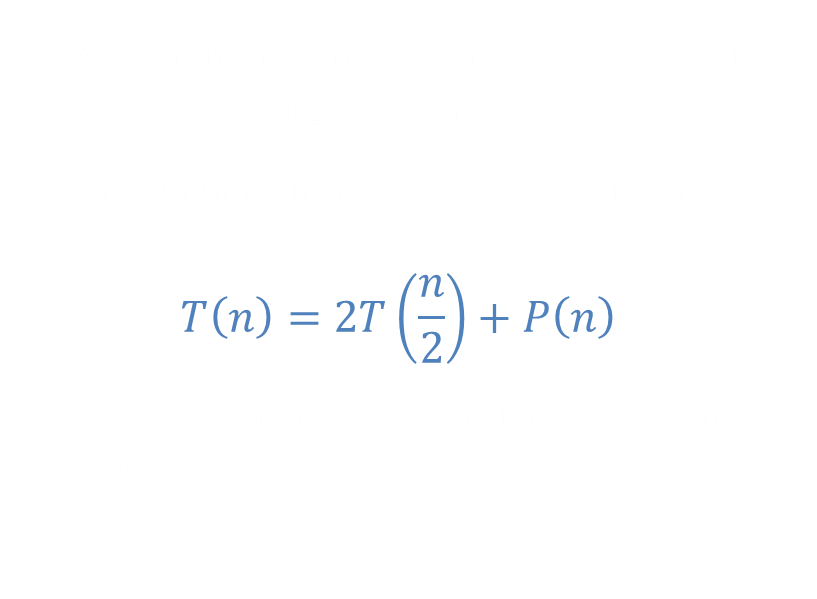 T(n) = 2T(n/2) + P(n)